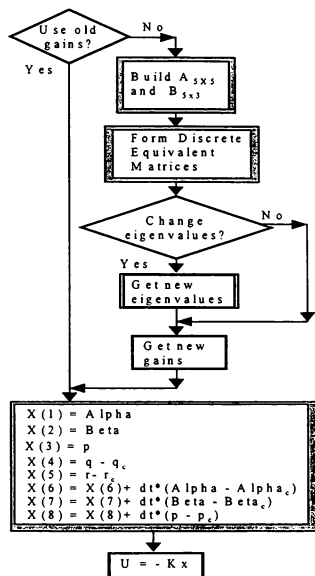 Use old
gains?
No
Yes
Build A5X5
and B5x3
Form Discrete
Equivalent
Matrices
Change
eigenvalues?
No
Yes
Get new
eigenvalues
Get new
gains
X(1) = Alpha
X(2) = Beta
X(3) = p
X(4) = q - qc
X(5) = r- rc
X(6) = X(6)+ dt*(Alpha - Alphac)
X(7) = X(7)+ dt*(Beta - Betac)
X(8) = X(8)+ dt*(p - pc)
U = -Kx